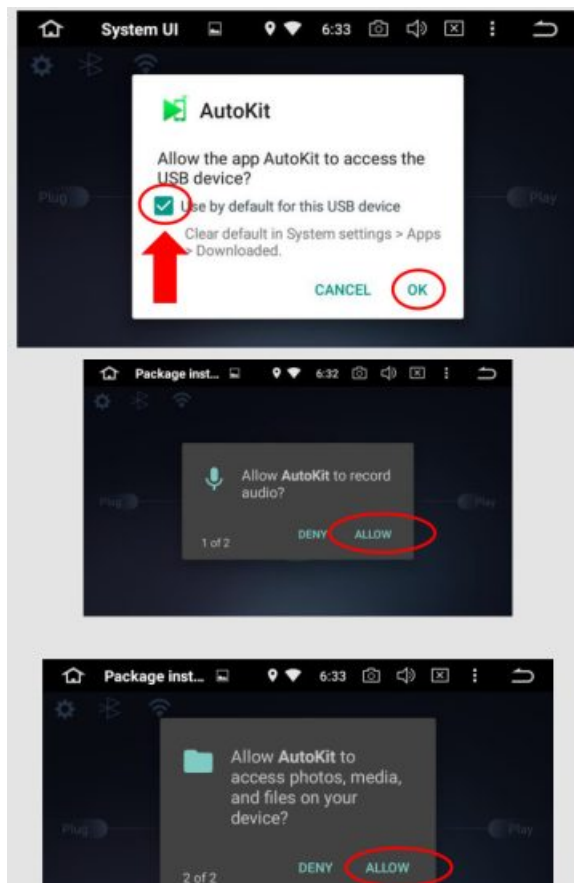 System UI 6:33
AutoKit
Allow the app AutoKit to access the
USB device?
Use by default for this USB device
Clear default in System settings > Apps
> Downloaded.
Plug Play
CANCEL OK
Package inst... 6:32
Allow AutoKit to record
audio?
Plug Play
1 of 2 DENY ALLOW
Package inst... 6:33
Allow AutoKit to
access photos, media,
and files on your
device?
Plug Play
2 of 2 DENY ALLOW